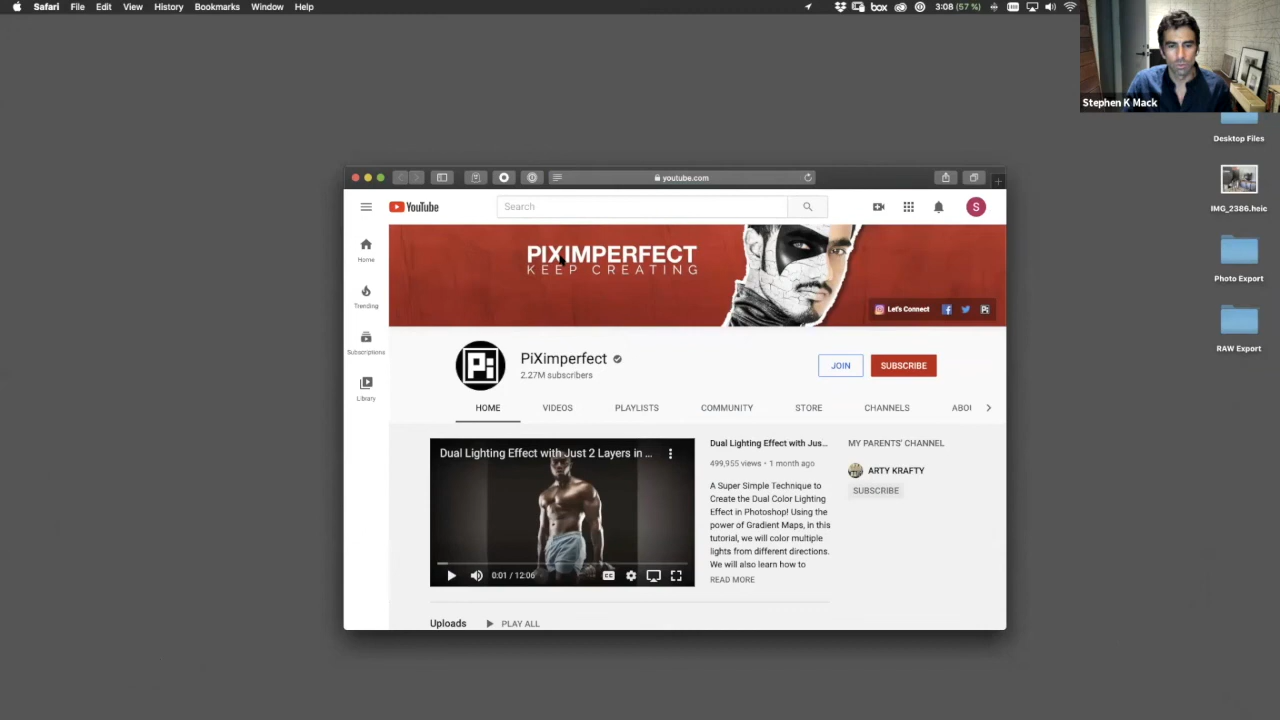 Safari File Edit View History Bookmarks Window Help
box 3:08 (57 %)
Stephen K Mack
Desktop Files
IMG_2386.heic
Photo Export
RAW Export
youtube.com
YouTube
Search
S
Home
Trending
Subscriptions
Library
PIXIMPERFECT
KEEP CREATING
Let's Connect
Pi
Pi
PiXimperfect
2.27M subscribers
JOIN SUBSCRIBE
HOME VIDEOS PLAYLISTS COMMUNITY STORE CHANNELS ABOU
Dual Lighting Effect with Just 2 Layers in ...
0:01 / 12:06
CC
Dual Lighting Effect with Jus...
499,955 views • 1 month ago
A Super Simple Technique to
Create the Dual Color Lighting
Effect in Photoshop! Using the
power of Gradient Maps, in this
tutorial, we will color multiple
lights from different directions.
We will also learn how to
READ MORE
MY PARENTS' CHANNEL
ARTY KRAFTY
SUBSCRIBE
Uploads PLAY ALL